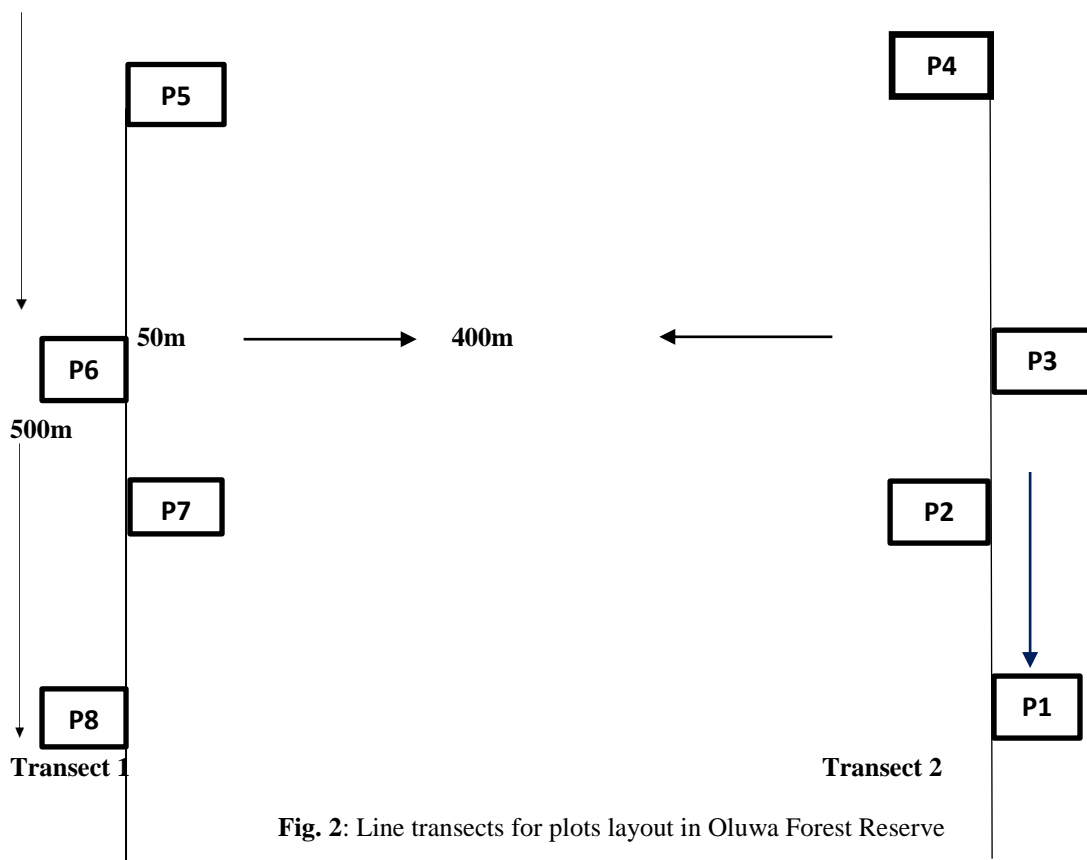 P4
P5
50m
400m
P3
P6
500m
P7
P2
P1
P8
Transect 1
Transect 2
Fig. 2: Line transects for plots layout in Oluwa Forest Reserve